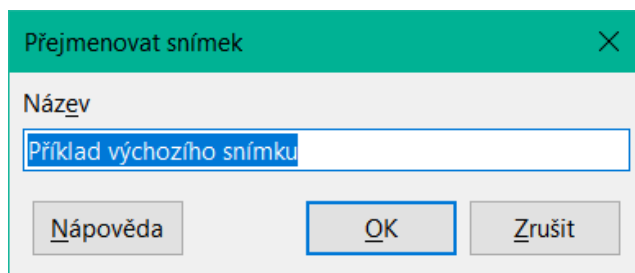 Přejmenovat snímek
Název
Příklad výchozího snímku
Nápověda OK Zrušit